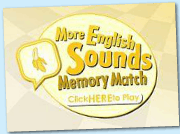 More English
Sounds
Memory Match
Click HERE to Play!